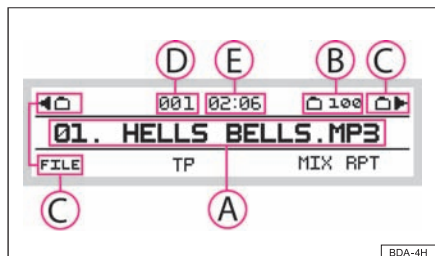 D E B C
001 02:06 100
01. HELLS BELLS.MP3
FILE TP MIX RPT
C A
BDA-4H